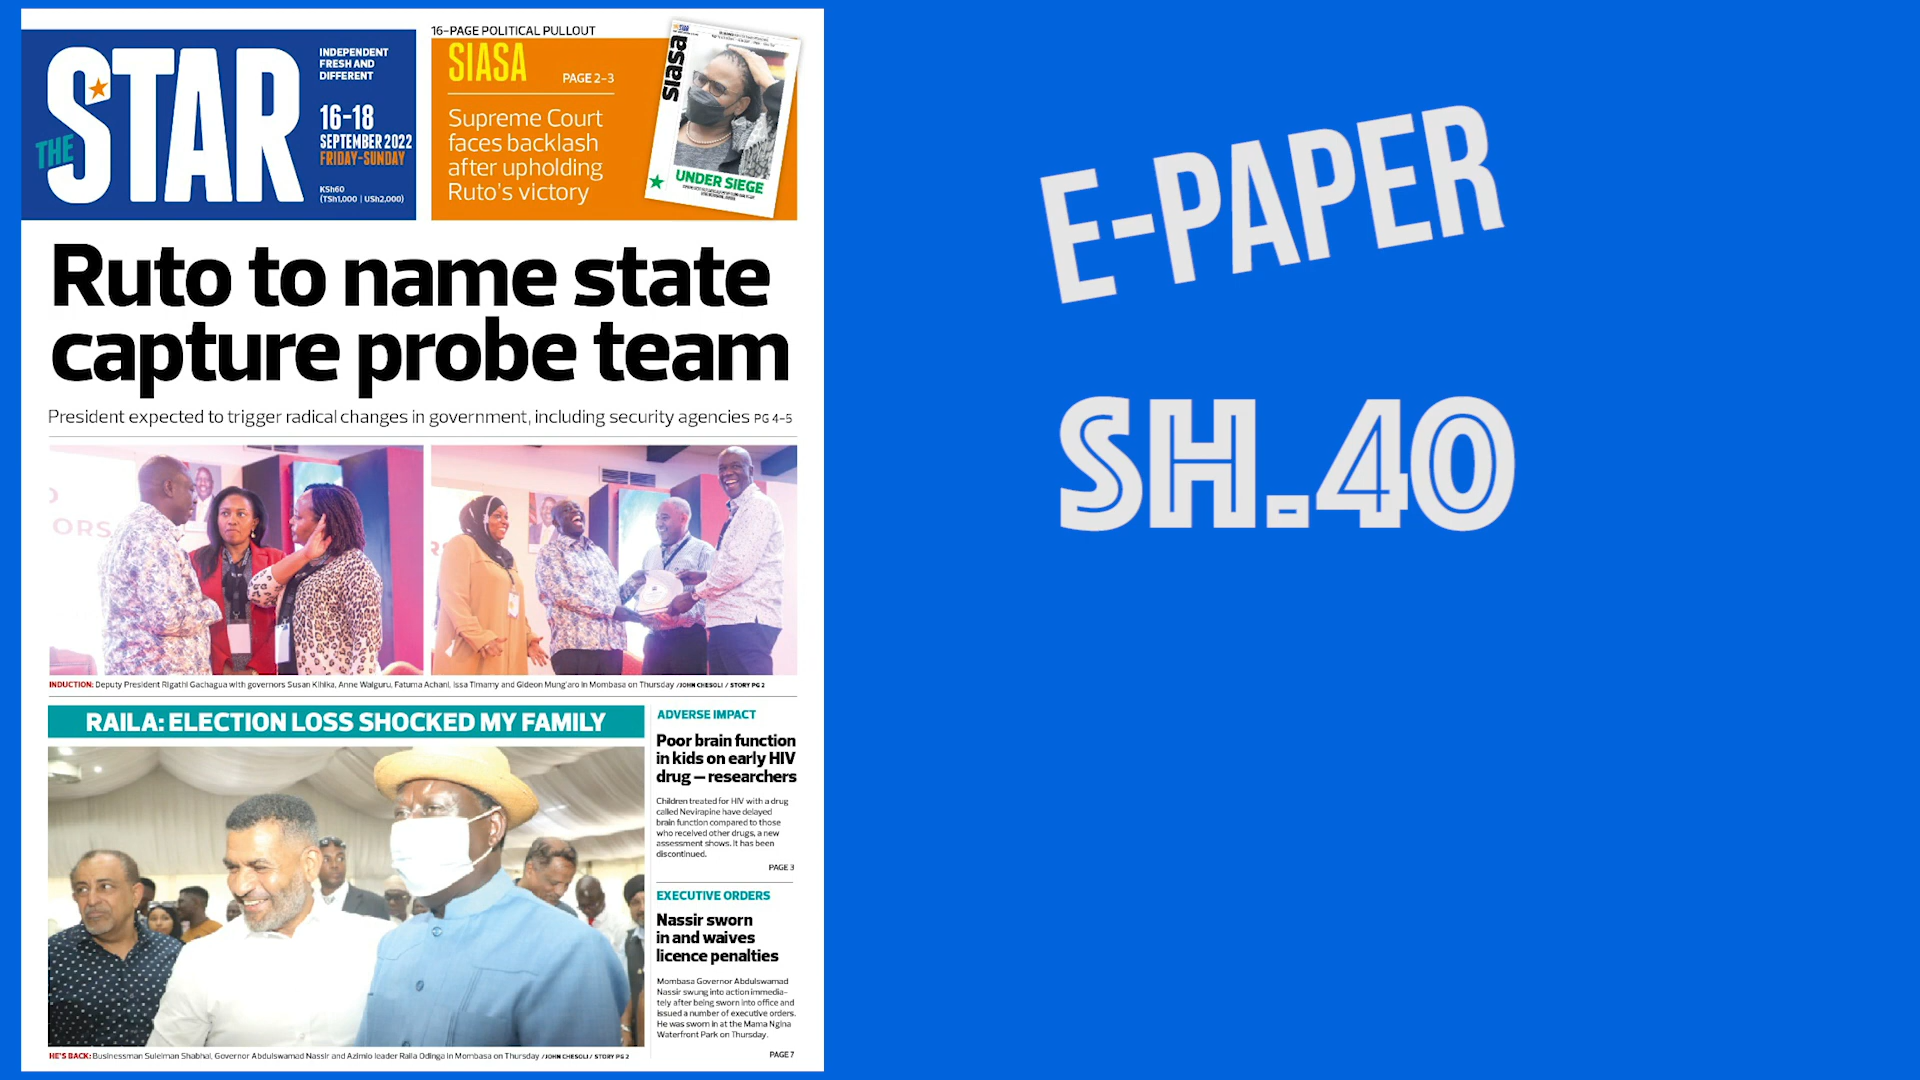 THE STAR
INDEPENDENT
FRESH AND
DIFFERENT
16-18
SEPTEMBER 2022
FRIDAY-SUNDAY
KSh60
(TSh1,000 | USh2,000)
16-PAGE POLITICAL PULLOUT
SIASA
PAGE 2-3
Supreme Court
faces backlash
after upholding
Ruto's victory
siasa
UNDER SIEGE
Ruto to name state
capture probe team
President expected to trigger radical changes in government, including security agencies PG 4-5
INDUCTION: Deputy President Rigathi Gachagua with governors Susan Kihika, Anne Waiguru, Fatuma Achani, Issa Timamy and Gideon Mung'aro in Mombasa on Thursday /JOHN CHESOLI / STORY PG 2
RAILA: ELECTION LOSS SHOCKED MY FAMILY
HE'S BACK: Businessman Suleiman Shahbal, Governor Abdulswamad Nassir and Azimio leader Raila Odinga in Mombasa on Thursday /JOHN CHESOLI / STORY PG 2
ADVERSE IMPACT
Poor brain function
in kids on early HIV
drug – researchers
Children treated for HIV with a drug
called Nevirapine have delayed
brain function compared to those
who received other drugs, a new
assessment shows. It has been
discontinued.
PAGE 3
EXECUTIVE ORDERS
Nassir sworn
in and waives
licence penalties
Mombasa Governor Abdulswamad
Nassir swung into action immedia-
tely after being sworn into office and
issued a number of executive orders.
He was sworn in at the Mama Ngina
Waterfront Park on Thursday.
PAGE 7
E-PAPER
SH.40